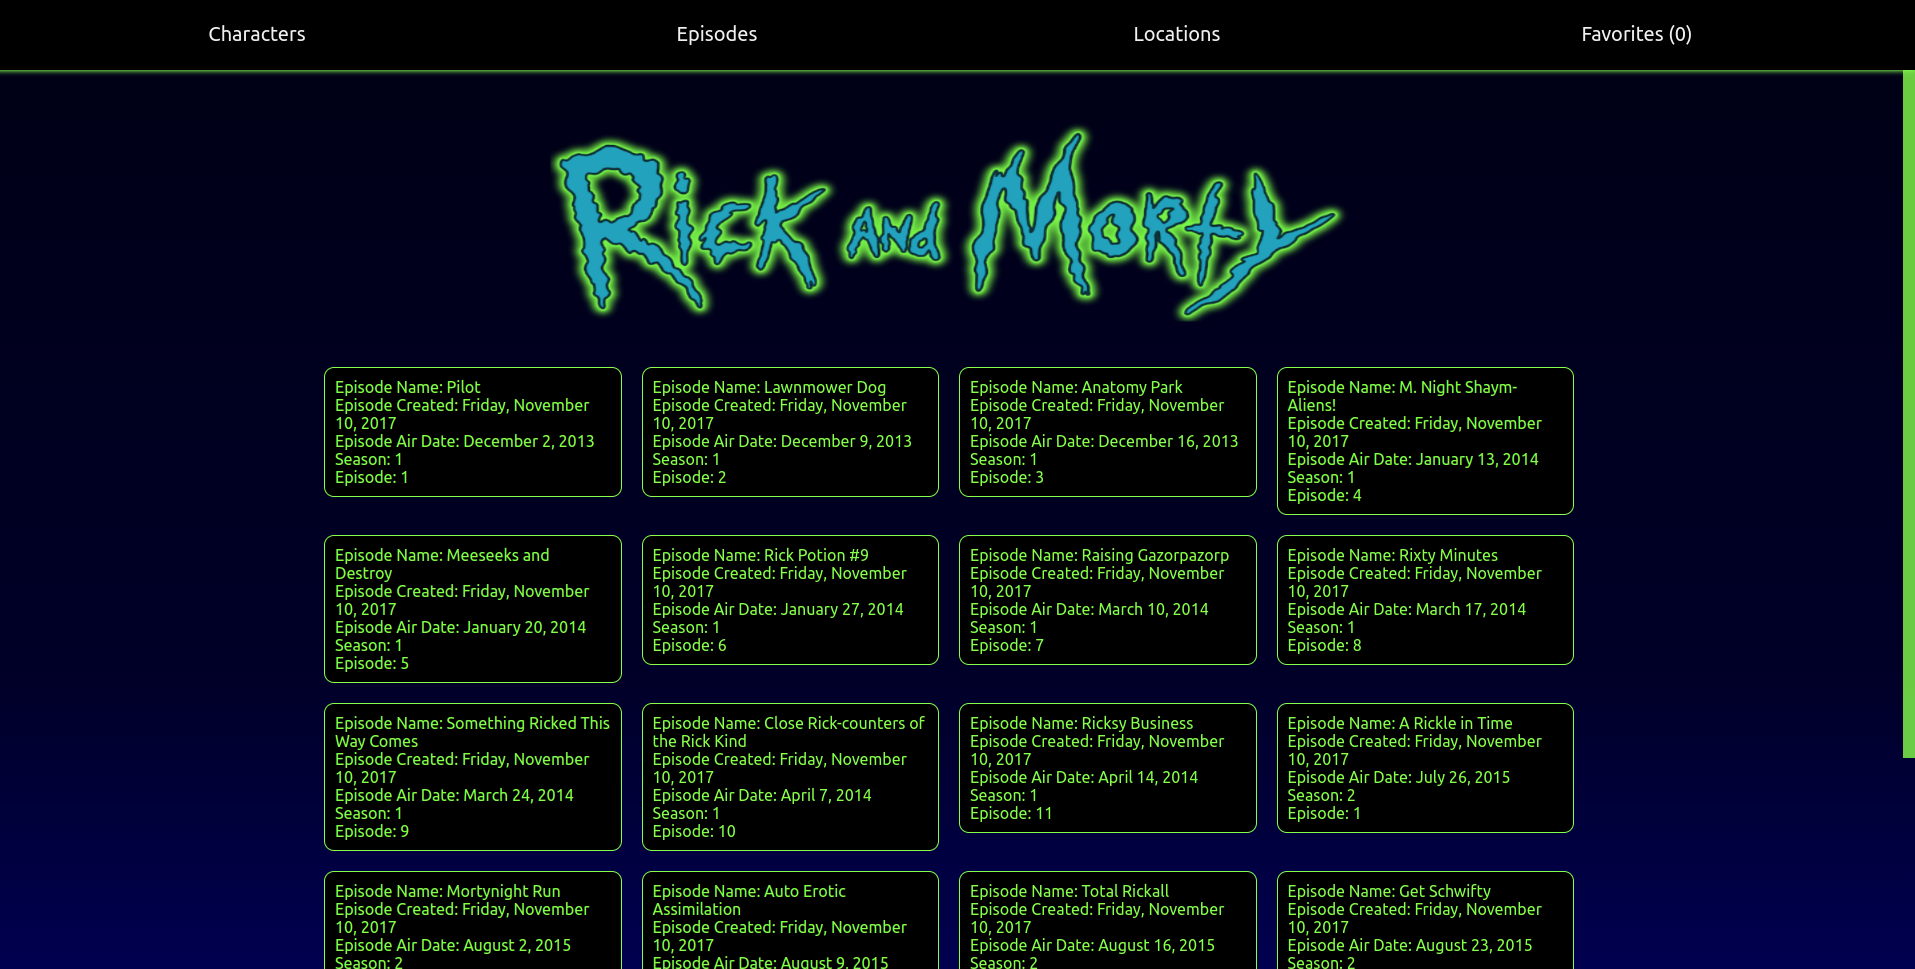 Characters
Episodes
Locations
Favorites (0)
Rick and Morty
Episode Name: Pilot
Episode Created: Friday, November
10, 2017
Episode Air Date: December 2, 2013
Season: 1
Episode: 1
Episode Name: Lawnmower Dog
Episode Created: Friday, November
10, 2017
Episode Air Date: December 9, 2013
Season: 1
Episode: 2
Episode Name: Anatomy Park
Episode Created: Friday, November
10, 2017
Episode Air Date: December 16, 2013
Season: 1
Episode: 3
Episode Name: M. Night Shaym-
Aliens!
Episode Created: Friday, November
10, 2017
Episode Air Date: January 13, 2014
Season: 1
Episode: 4
Episode Name: Meeseeks and
Destroy
Episode Created: Friday, November
10, 2017
Episode Air Date: January 20, 2014
Season: 1
Episode: 5
Episode Name: Rick Potion #9
Episode Created: Friday, November
10, 2017
Episode Air Date: January 27, 2014
Season: 1
Episode: 6
Episode Name: Raising Gazorpazorp
Episode Created: Friday, November
10, 2017
Episode Air Date: March 10, 2014
Season: 1
Episode: 7
Episode Name: Rixty Minutes
Episode Created: Friday, November
10, 2017
Episode Air Date: March 17, 2014
Season: 1
Episode: 8
Episode Name: Something Ricked This
Way Comes
Episode Created: Friday, November
10, 2017
Episode Air Date: March 24, 2014
Season: 1
Episode: 9
Episode Name: Close Rick-counters of
the Rick Kind
Episode Created: Friday, November
10, 2017
Episode Air Date: April 7, 2014
Season: 1
Episode: 10
Episode Name: Ricksy Business
Episode Created: Friday, November
10, 2017
Episode Air Date: April 14, 2014
Season: 1
Episode: 11
Episode Name: A Rickle in Time
Episode Created: Friday, November
10, 2017
Episode Air Date: July 26, 2015
Season: 2
Episode: 1
Episode Name: Mortynight Run
Episode Created: Friday, November
10, 2017
Episode Air Date: August 2, 2015
Season: 2
Episode Name: Auto Erotic
Assimilation
Episode Created: Friday, November
10, 2017
Episode Air Date: August 9, 2015
Episode Name: Total Rickall
Episode Created: Friday, November
10, 2017
Episode Air Date: August 16, 2015
Season: 2
Episode Name: Get Schwifty
Episode Created: Friday, November
10, 2017
Episode Air Date: August 23, 2015
Season: 2